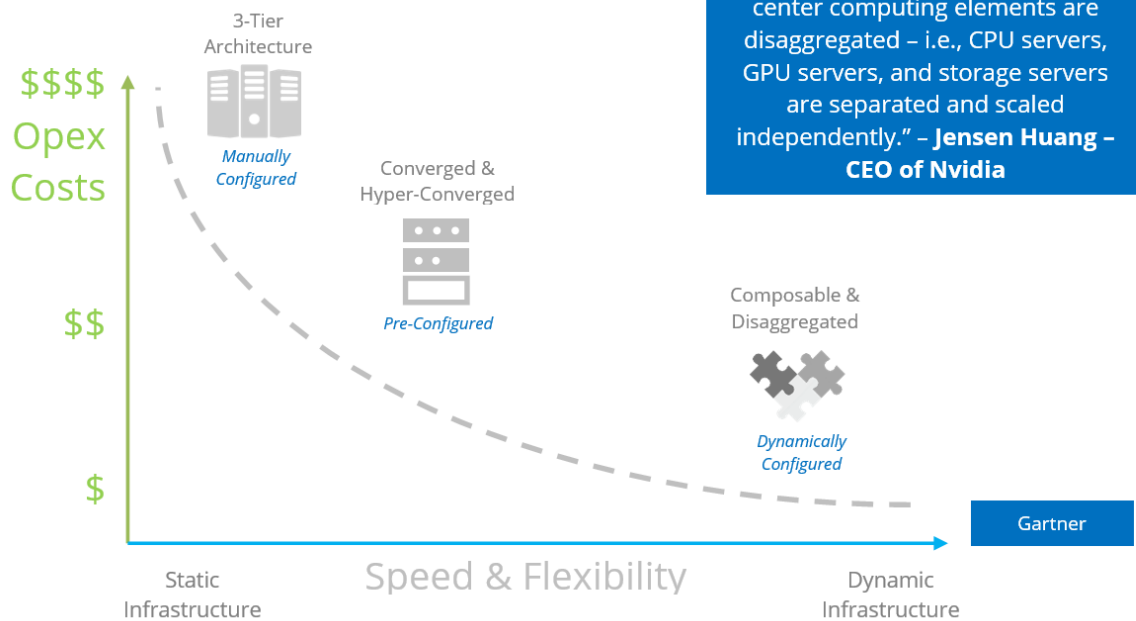 3-Tier
Architecture
$$$$
Opex
Costs
Manually
Configured
Converged &
Hyper-Converged
Pre-Configured
$$
Composable &
Disaggregated
Dynamically
Configured
$
center computing elements are
disaggregated – i.e., CPU servers,
GPU servers, and storage servers
are separated and scaled
independently.” – Jensen Huang –
CEO of Nvidia
Gartner
Static
Infrastructure
Speed & Flexibility
Dynamic
Infrastructure